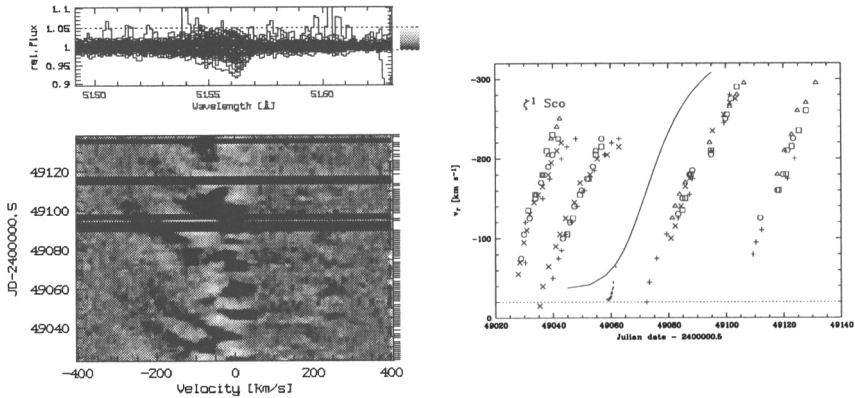 1.1
1.05
1.
0.95
0.9
rel.flux
5150 5155 5160
Wavelength [Å]
49120
49100
49080
49060
49040
JD-2400000.5
-400 -200 0 200 400
Velocity [Km/s]
ζ¹ Sco
-300
-200
-100
0
v_r [km s⁻¹]
49020 49040 49060 49080 49100 49120 49140
Julian date - 2400000.5